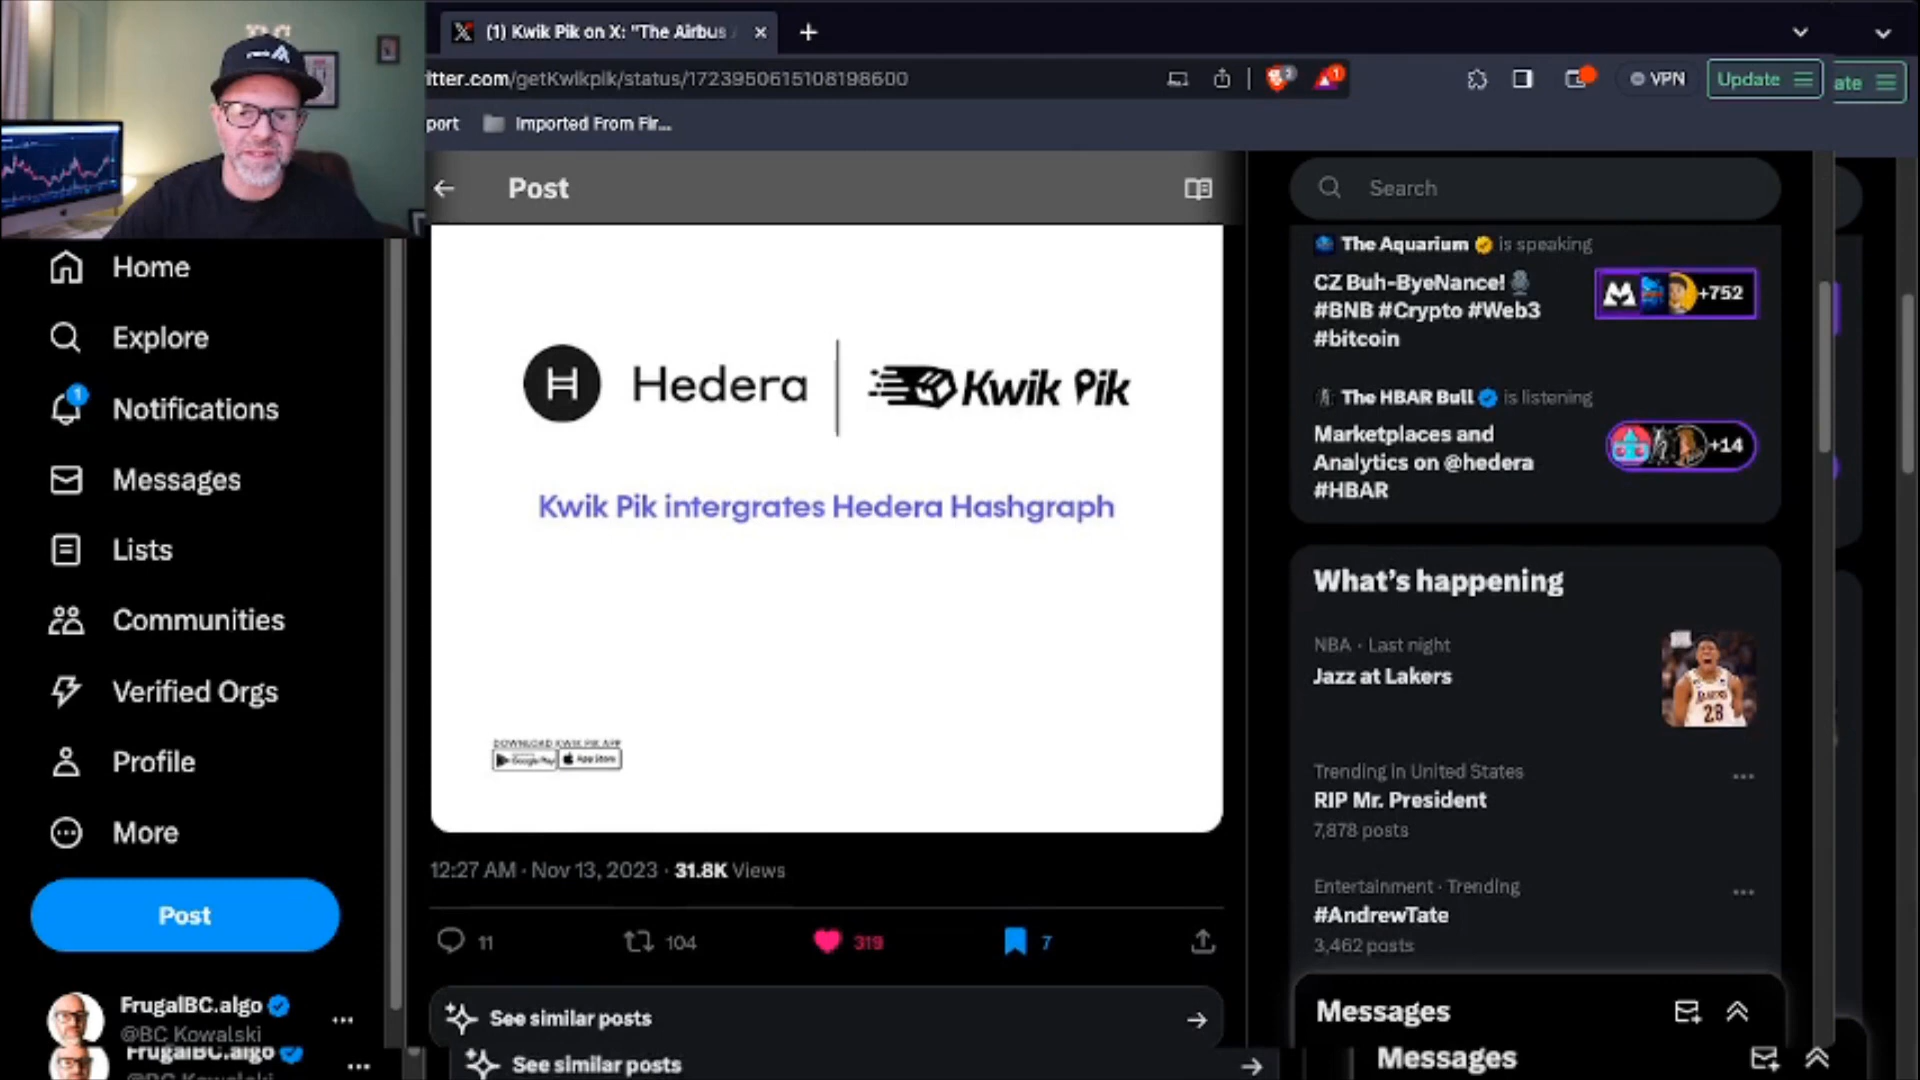 (1) Kwik Pik on X: "The Airbus
itter.com/getKwikpik/status/1723950615108198600
VPN
Update
ate
port
Imported From Fir...
Post
Search
Home
Explore
1
Notifications
Messages
Lists
Communities
Verified Orgs
Profile
More
Post
FrugalBC.algo
@BC_Kowalski
FrugalBC.algo
Hedera
Kwik Pik
Kwik Pik intergrates Hedera Hashgraph
DOWNLOAD KWIK PIK APP
Google Play
App Store
12:27 AM · Nov 13, 2023 · 31.8K Views
11
104
319
7
See similar posts
See similar posts
The Aquarium is speaking
CZ Buh-ByeNance!
#BNB #Crypto #Web3
#bitcoin
+752
The HBAR Bull is listening
Marketplaces and
Analytics on @hedera
#HBAR
+14
What's happening
NBA · Last night
Jazz at Lakers
28
Trending in United States
RIP Mr. President
7,878 posts
Entertainment · Trending
#AndrewTate
3,462 posts
Messages
Messages